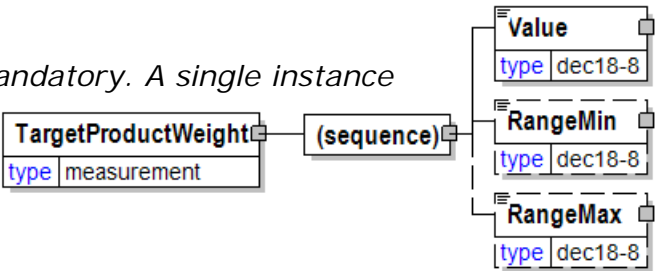 Value
type dec18-8
andatory. A single instance
RangeMin
type dec18-8
TargetProductWeight
type measurement
(sequence)
RangeMax
type dec18-8